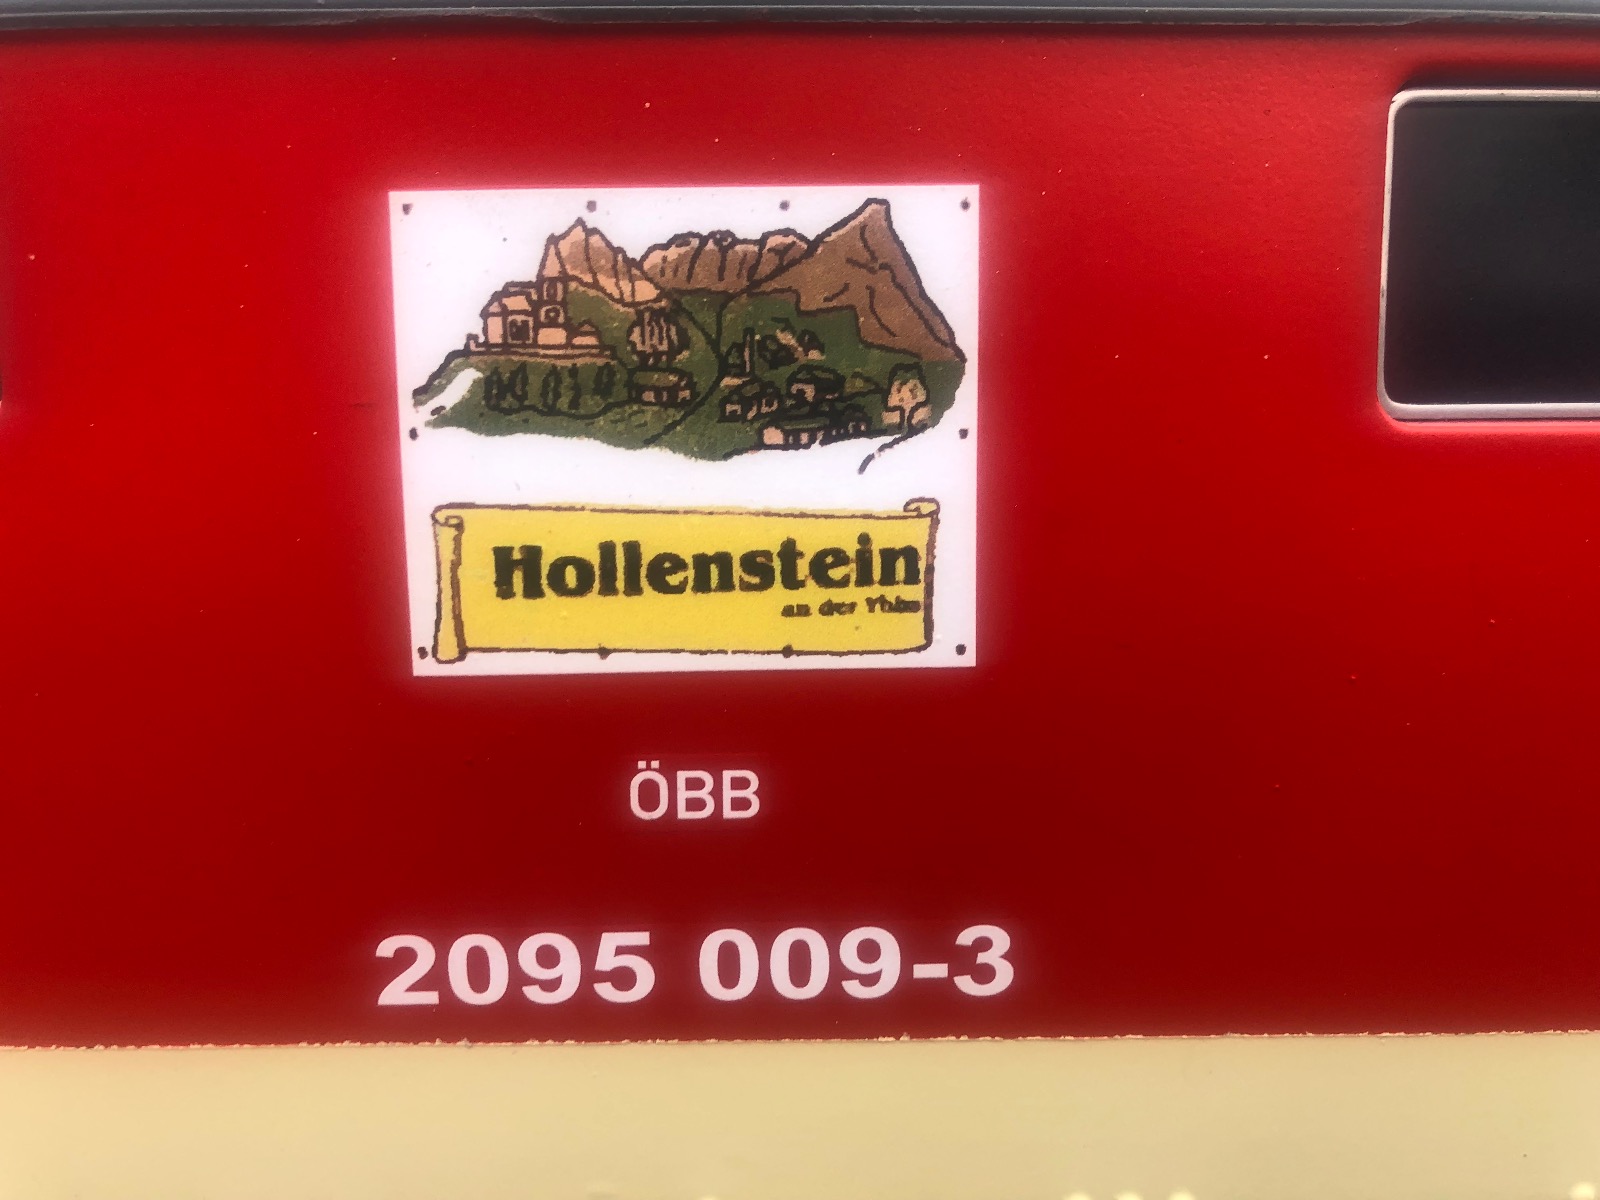 Hollenstein
an der Ybbs
ÖBB
2095 009-3